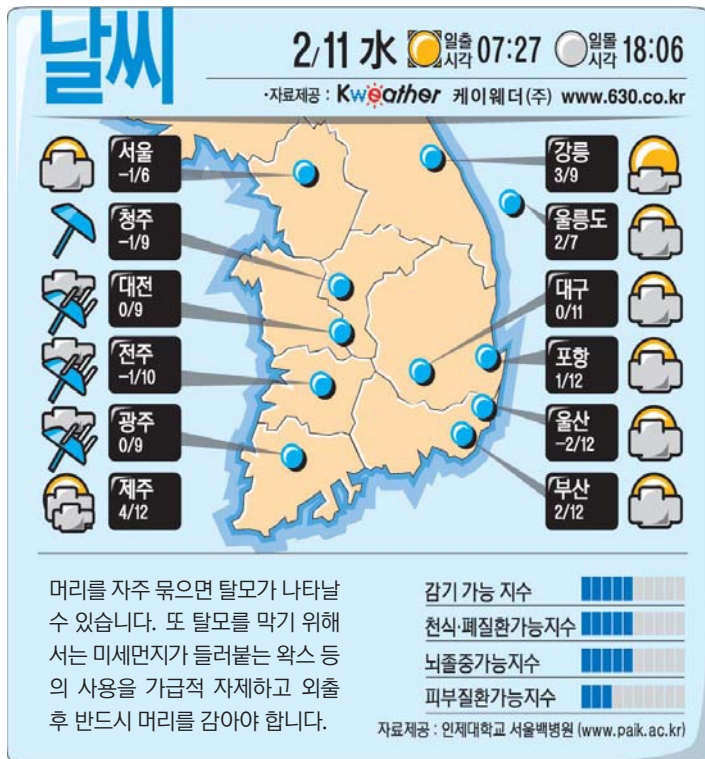 날씨
2/11 水 일출시각 07:27 일몰시각 18:06
·자료제공 : Kweather 케이웨더(주) www.630.co.kr
서울
-1/6
청주
-1/9
대전
0/9
전주
-1/10
광주
0/9
제주
4/12
강릉
3/9
울릉도
2/7
대구
0/11
포항
1/12
울산
-2/12
부산
2/12
머리를 자주 묶으면 탈모가 나타날
수 있습니다. 또 탈모를 막기 위해
서는 미세먼지가 들러붙는 왁스 등
의 사용을 가급적 자제하고 외출
후 반드시 머리를 감아야 합니다.
감기 가능 지수
천식·폐질환가능지수
뇌졸중가능지수
피부질환가능지수
자료제공 : 인제대학교 서울백병원 (www.paik.ac.kr)